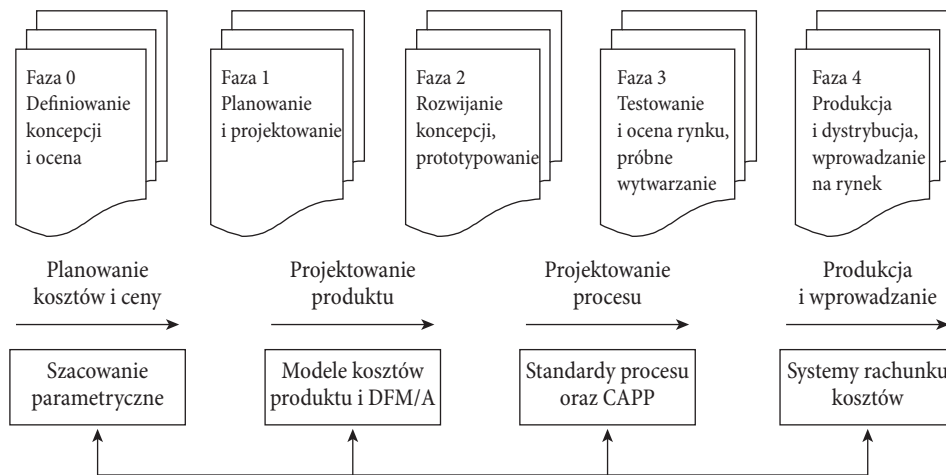 Faza 0
Definiowanie
koncepcji
i ocena
Faza 1
Planowanie
i projektowanie
Faza 2
Rozwijanie
koncepcji,
prototypowanie
Faza 3
Testowanie
i ocena rynku,
próbne
wytwarzanie
Faza 4
Produkcja
i dystrybucja,
wprowadzanie
na rynek
Planowanie
kosztów i ceny
Projektowanie
produktu
Projektowanie
procesu
Produkcja
i wprowadzanie
Szacowanie
parametryczne
Modele kosztów
produktu i DFM/A
Standardy procesu
oraz CAPP
Systemy rachunku
kosztów